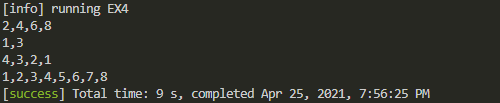 [info] running EX4
2,4,6,8
1,3
4,3,2,1
1,2,3,4,5,6,7,8
[success] Total time: 9 s, completed Apr 25, 2021, 7:56:25 PM